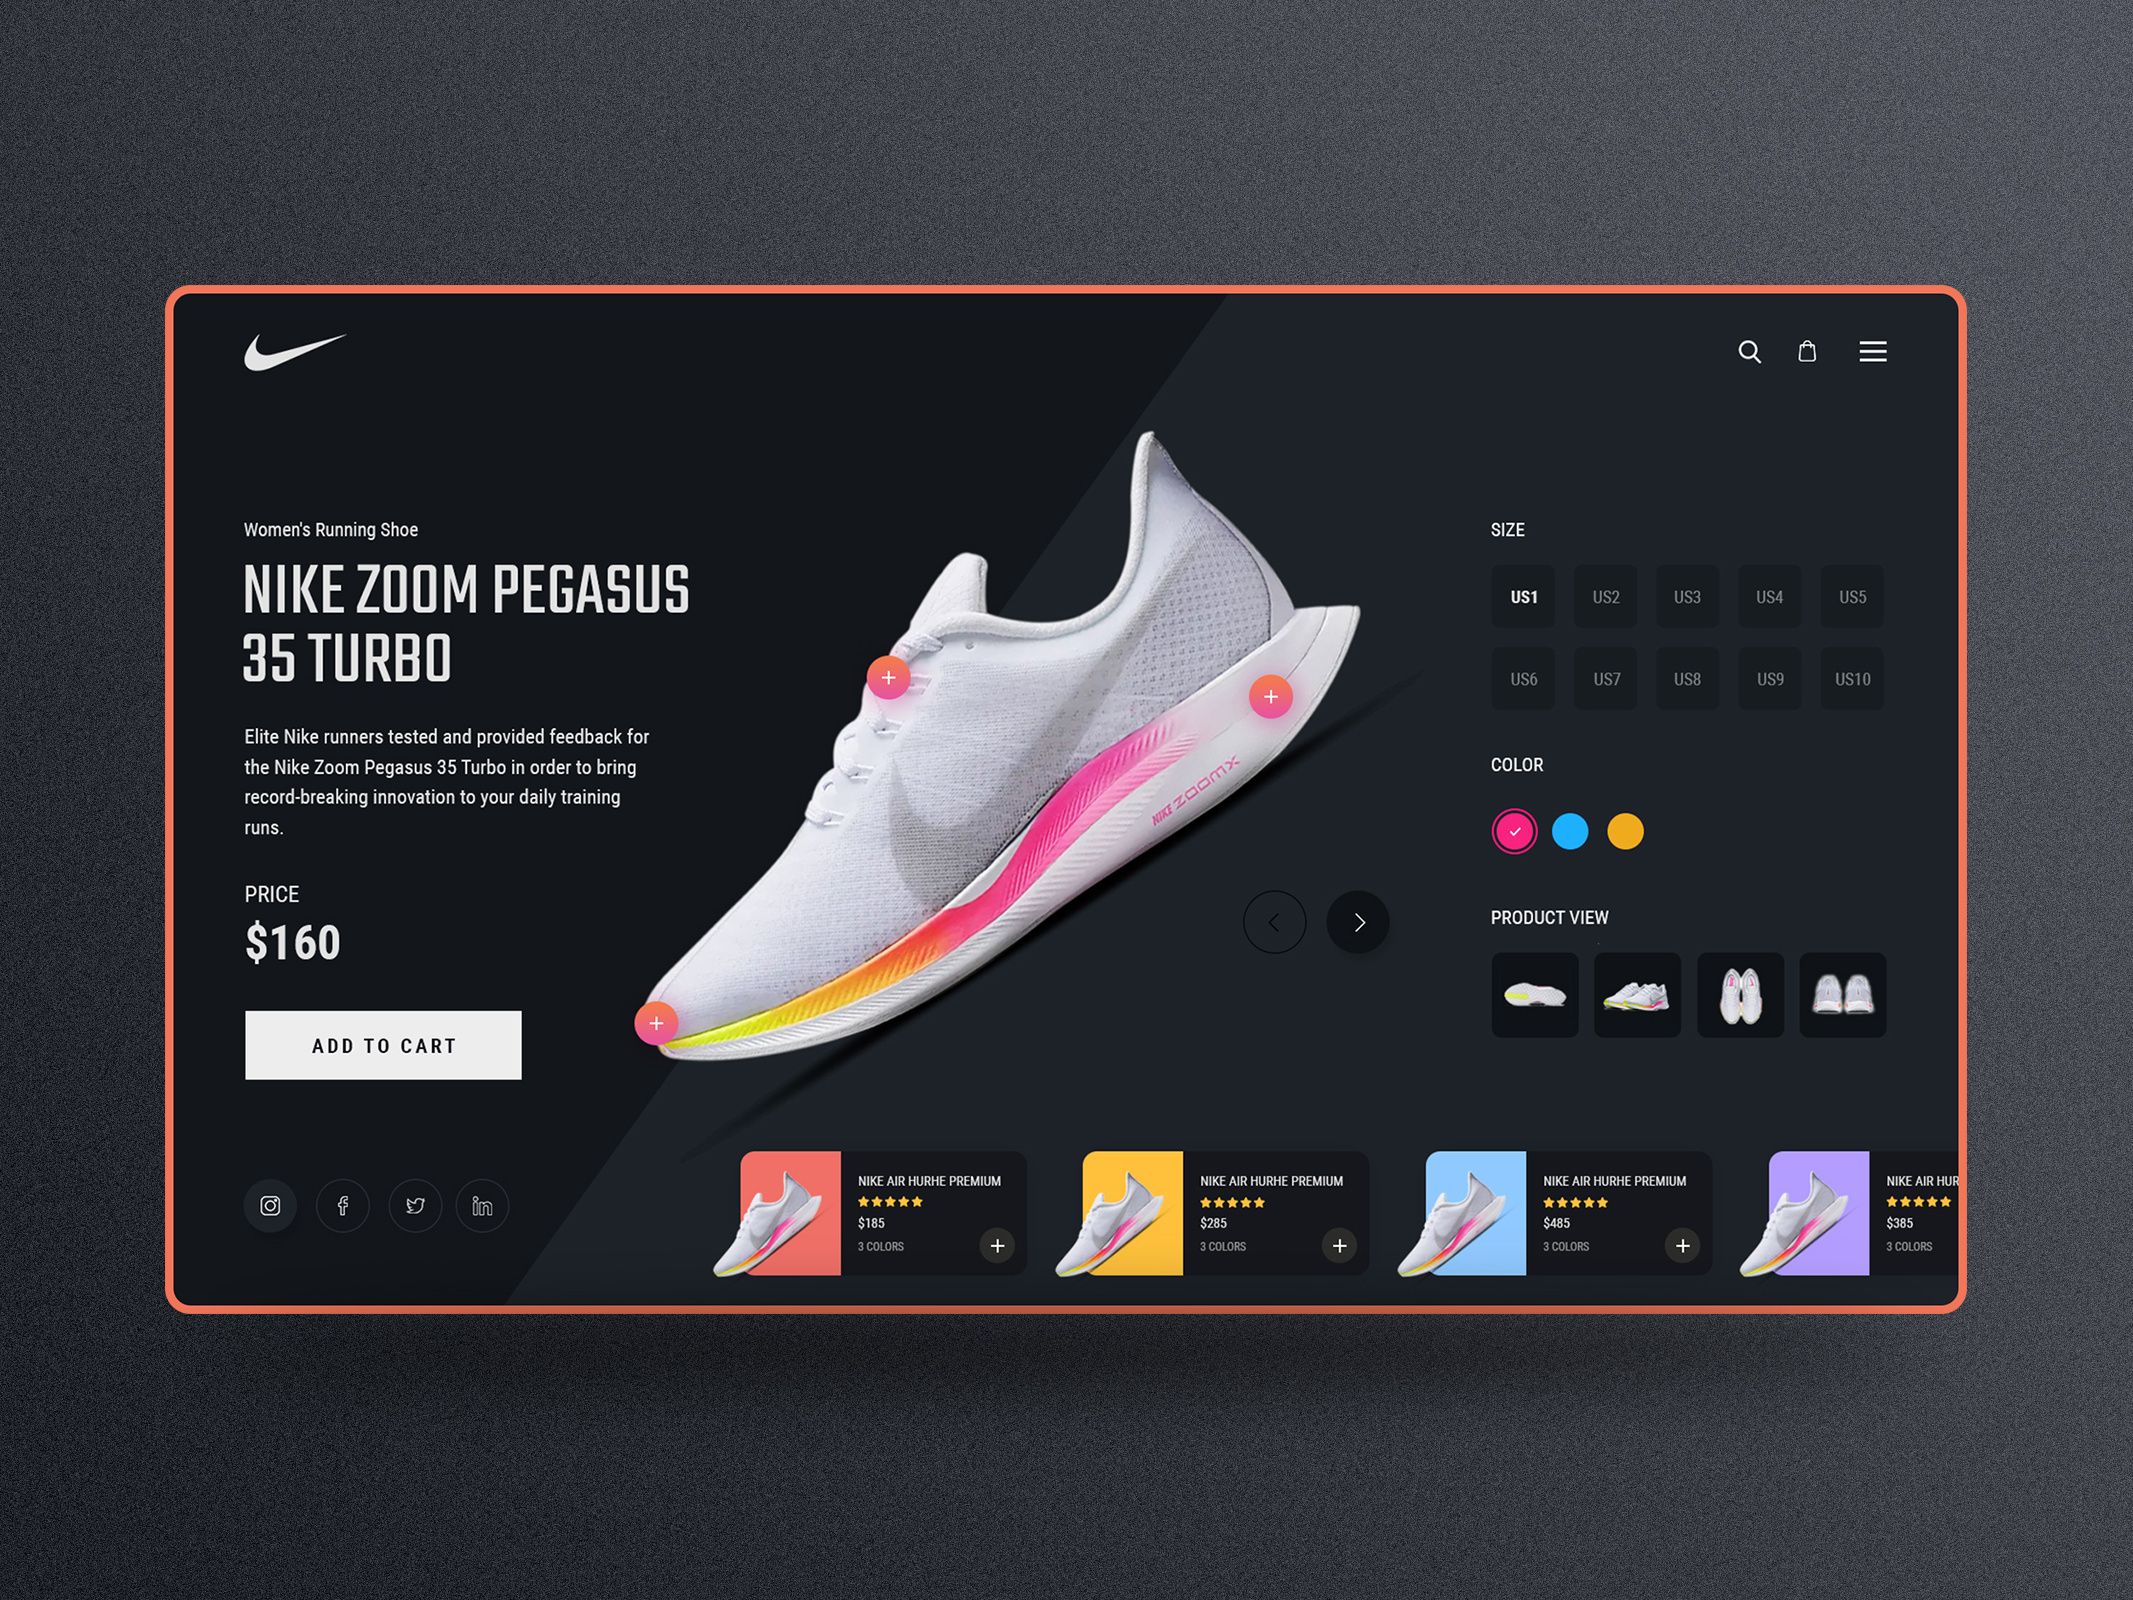 Women's Running Shoe
NIKE ZOOM PEGASUS
35 TURBO
Elite Nike runners tested and provided feedback for
the Nike Zoom Pegasus 35 Turbo in order to bring
record-breaking innovation to your daily training
runs.
PRICE
$160
ADD TO CART
NIKE ZOOMX
SIZE
US1 US2 US3 US4 US5
US6 US7 US8 US9 US10
COLOR
PRODUCT VIEW
NIKE AIR HURHE PREMIUM
$185
3 COLORS
NIKE AIR HURHE PREMIUM
$285
3 COLORS
NIKE AIR HURHE PREMIUM
$485
3 COLORS
NIKE AIR HUR
$385
3 COLORS